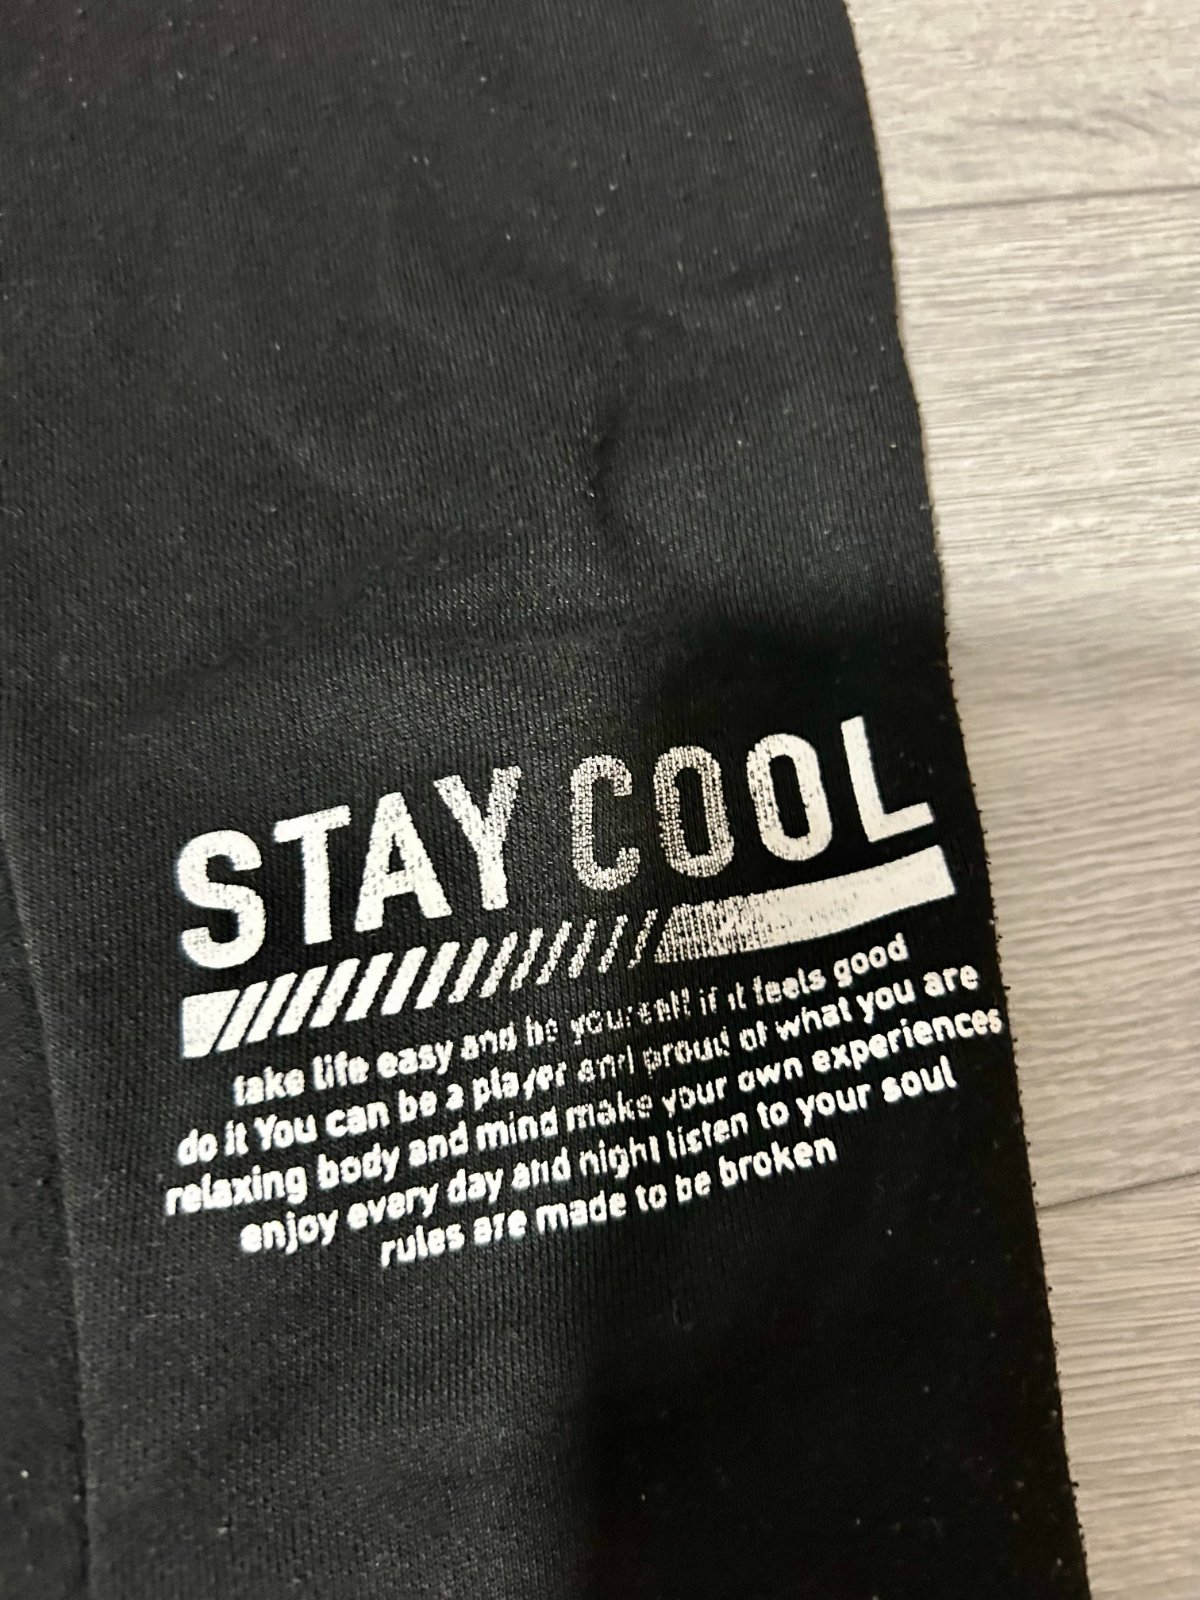 STAY COOL
take life easy and be yourself if it feels good
do it You can be a player and proud of what you are
relaxing body and mind make your own experiences
enjoy every day and night listen to your soul
rules are made to be broken